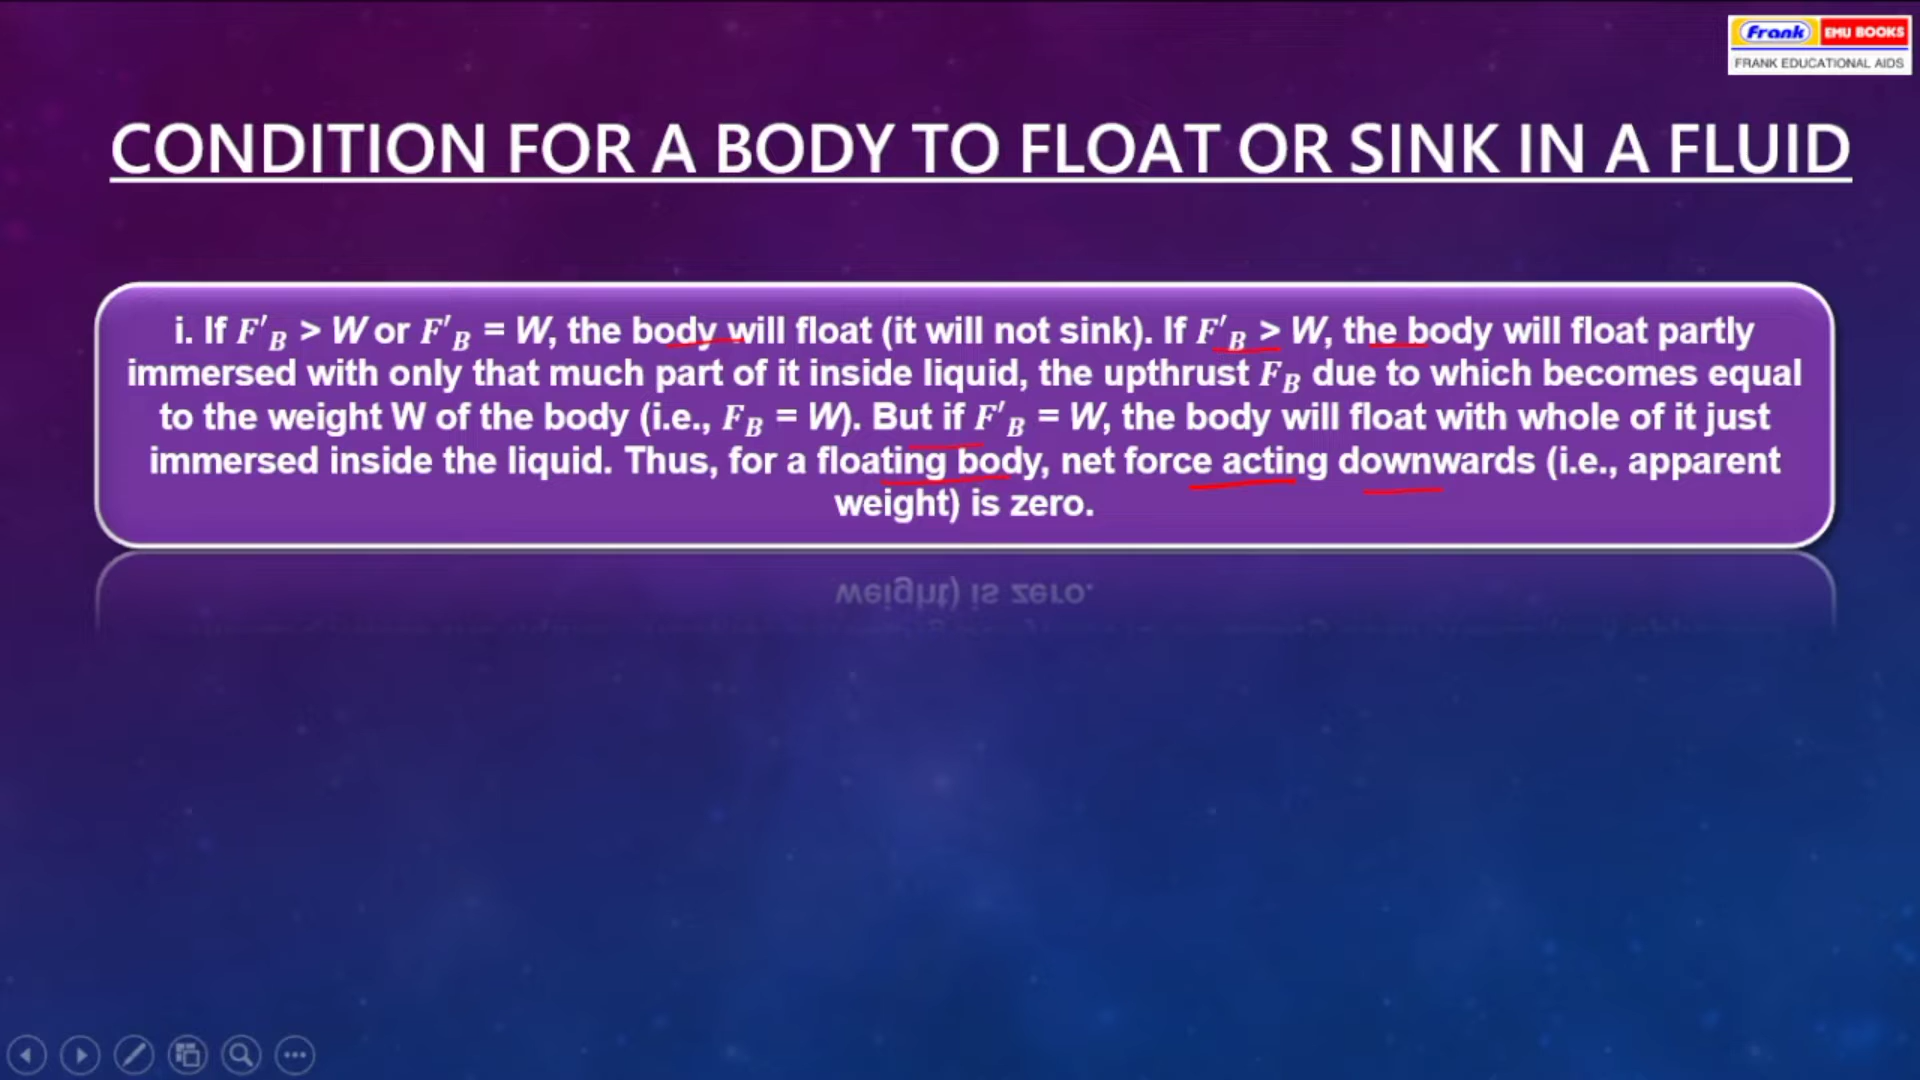 Frank EMU BOOKS
FRANK EDUCATIONAL AIDS
CONDITION FOR A BODY TO FLOAT OR SINK IN A FLUID
i. If F′B > W or F′B = W, the body will float (it will not sink). If F′B > W, the body will float partly
immersed with only that much part of it inside liquid, the upthrust FB due to which becomes equal
to the weight W of the body (i.e., FB = W). But if F′B = W, the body will float with whole of it just
immersed inside the liquid. Thus, for a floating body, net force acting downwards (i.e., apparent
weight) is zero.